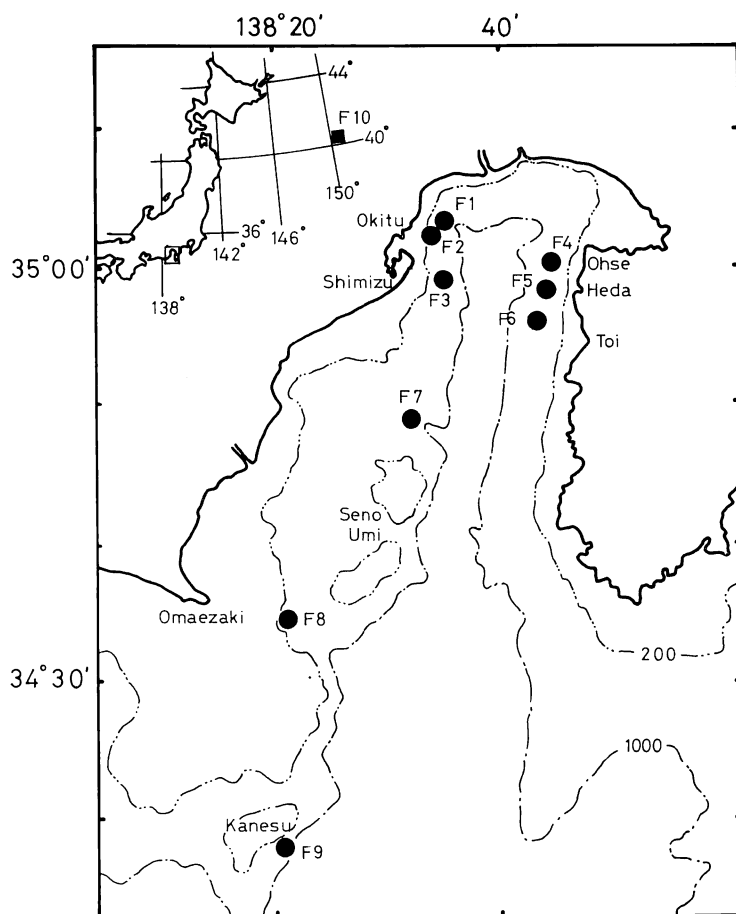 138°20'
40'
44°
F10
40°
150°
146°
36°
142°
138°
35°00'
34°30'
Okitu
F1
F2
Shimizu
F3
F4
Ohse
F5
Heda
F6
Toi
F7
Seno
Umi
Omaezaki
F8
200
1000
Kanesu
F9